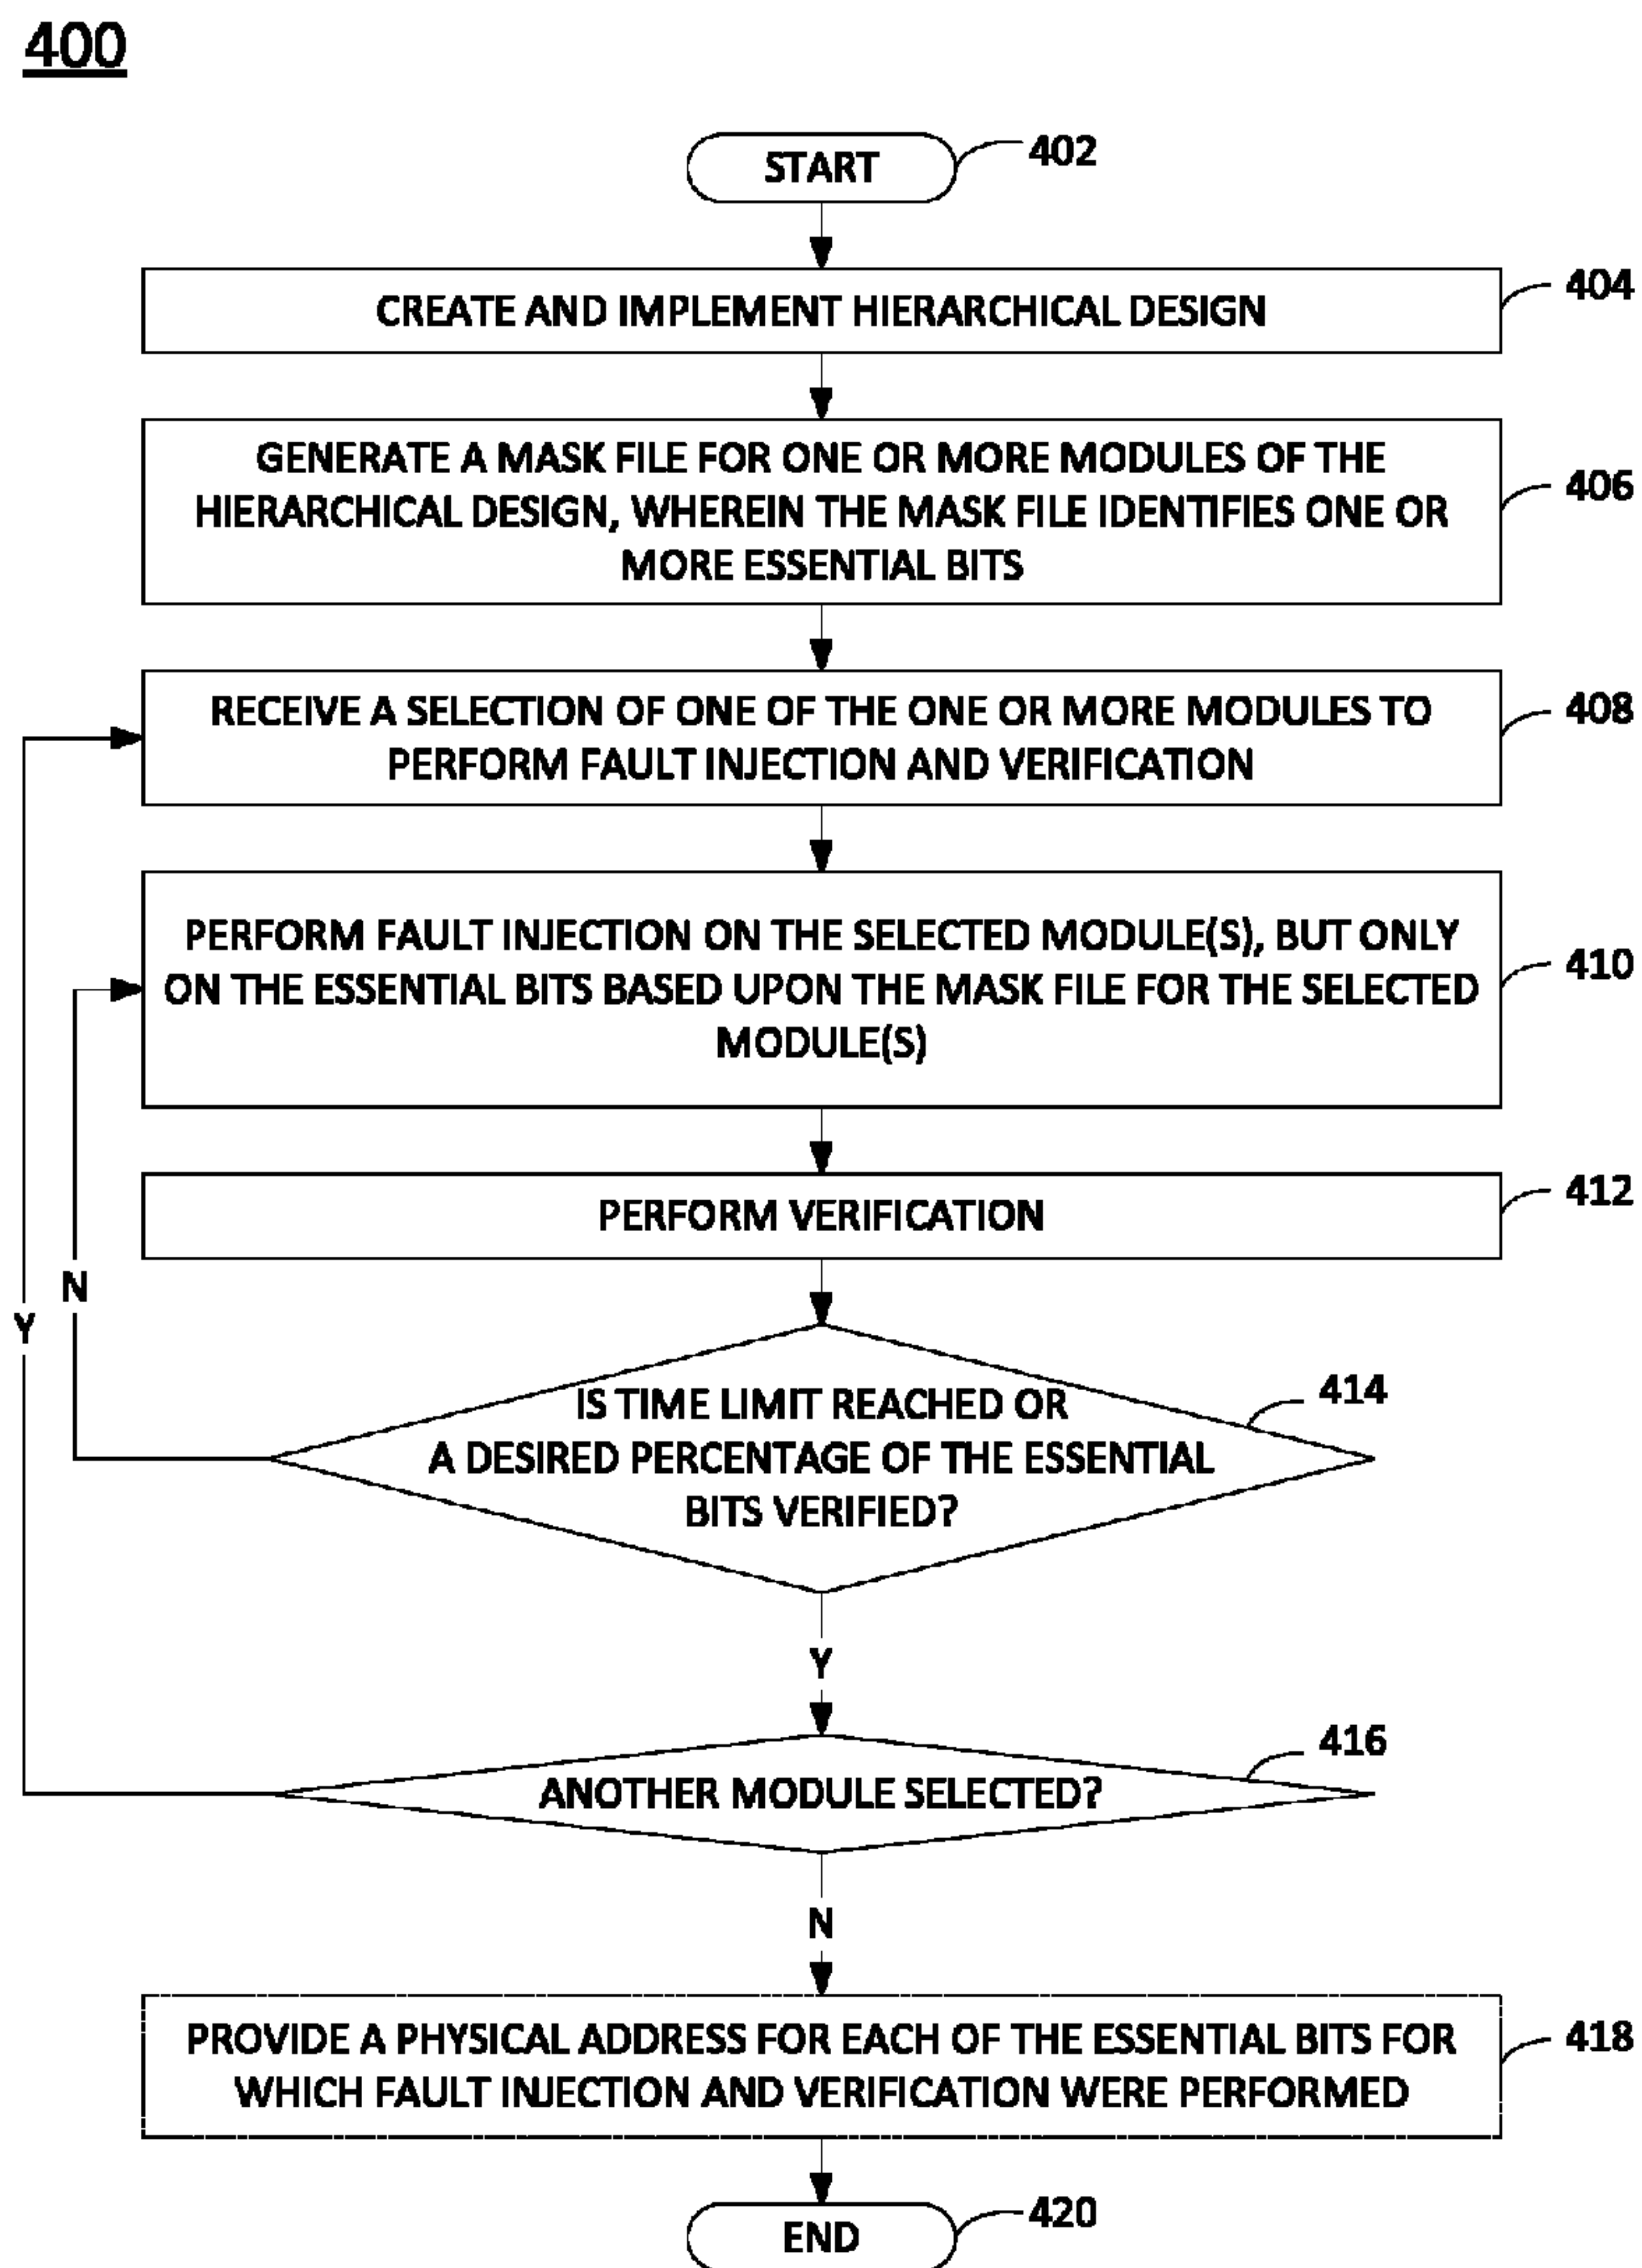 400
START
402
CREATE AND IMPLEMENT HIERARCHICAL DESIGN
404
GENERATE A MASK FILE FOR ONE OR MORE MODULES OF THE
HIERARCHICAL DESIGN, WHEREIN THE MASK FILE IDENTIFIES ONE OR
MORE ESSENTIAL BITS
406
RECEIVE A SELECTION OF ONE OF THE ONE OR MORE MODULES TO
PERFORM FAULT INJECTION AND VERIFICATION
408
PERFORM FAULT INJECTION ON THE SELECTED MODULE(S), BUT ONLY
ON THE ESSENTIAL BITS BASED UPON THE MASK FILE FOR THE SELECTED
MODULE(S)
410
PERFORM VERIFICATION
412
N
Y
IS TIME LIMIT REACHED OR
A DESIRED PERCENTAGE OF THE ESSENTIAL
BITS VERIFIED?
414
Y
ANOTHER MODULE SELECTED?
416
N
PROVIDE A PHYSICAL ADDRESS FOR EACH OF THE ESSENTIAL BITS FOR
WHICH FAULT INJECTION AND VERIFICATION WERE PERFORMED
418
END
420